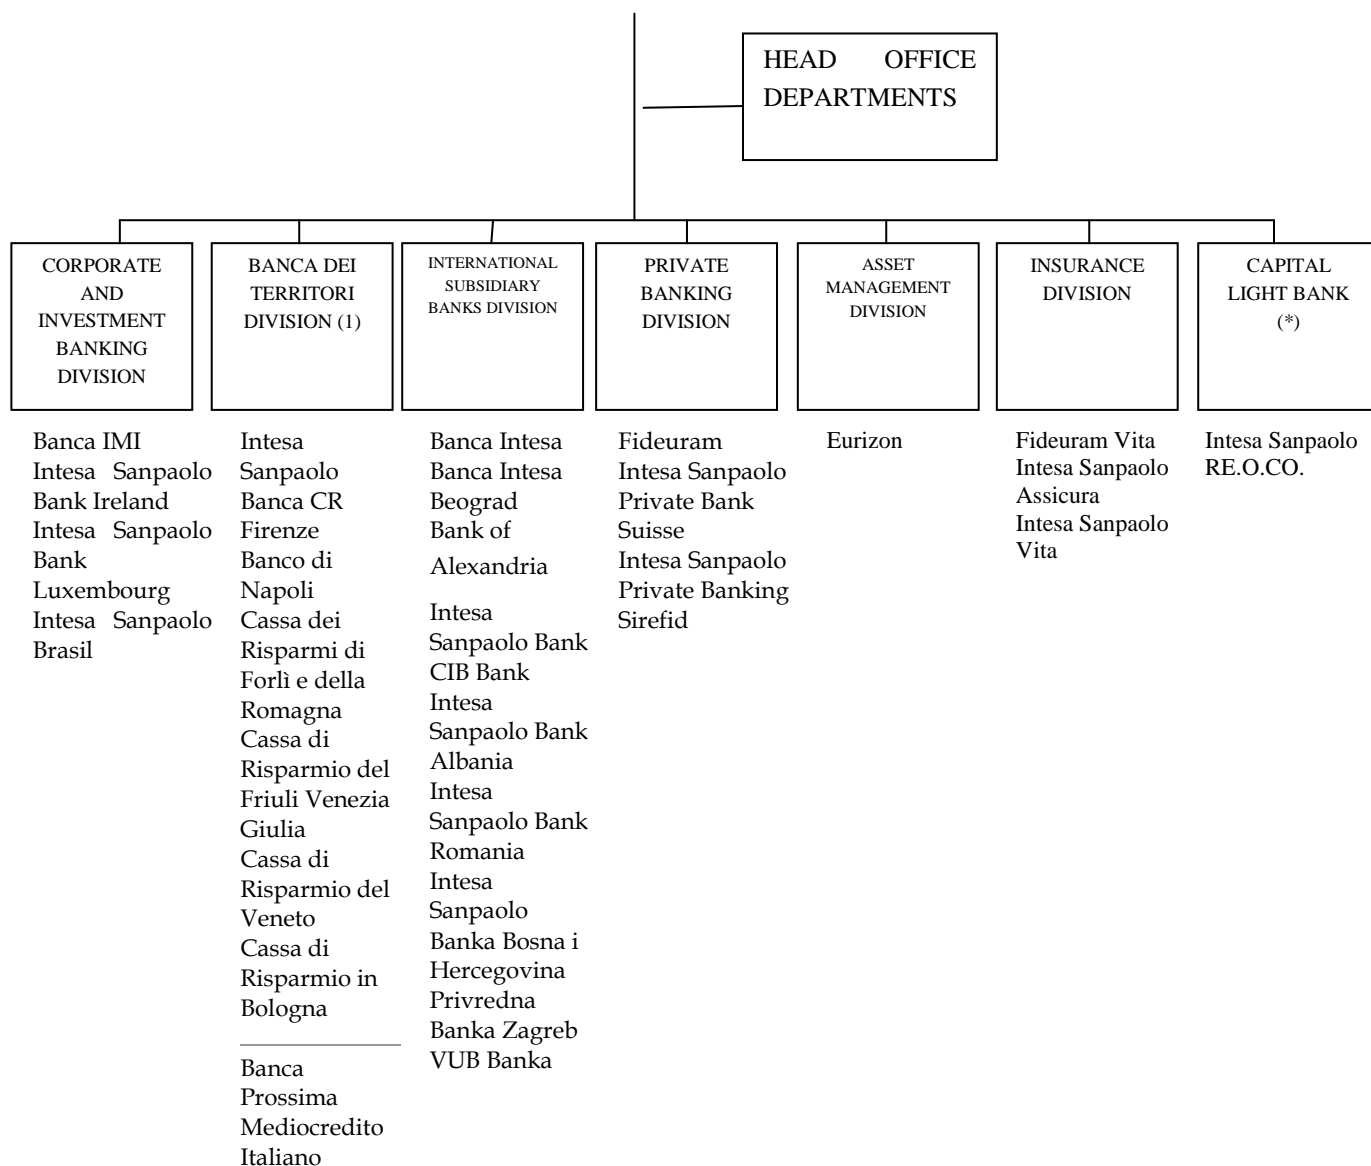 HEAD OFFICE
DEPARTMENTS
CORPORATE
AND
INVESTMENT
BANKING
DIVISION
BANCA DEI
TERRITORI
DIVISION (1)
INTERNATIONAL
SUBSIDIARY
BANKS DIVISION
PRIVATE
BANKING
DIVISION
ASSET
MANAGEMENT
DIVISION
INSURANCE
DIVISION
CAPITAL
LIGHT BANK
(*)
Banca IMI
Intesa Sanpaolo
Bank Ireland
Intesa Sanpaolo
Bank
Luxembourg
Intesa Sanpaolo
Brasil
Intesa
Sanpaolo
Banca CR
Firenze
Banco di
Napoli
Cassa dei
Risparmi di
Forlì e della
Romagna
Cassa di
Risparmio del
Friuli Venezia
Giulia
Cassa di
Risparmio del
Veneto
Cassa di
Risparmio in
Bologna
Banca
Prossima
Mediocredito
Italiano
Banca Intesa
Banca Intesa
Beograd
Bank of
Alexandria
Intesa
Sanpaolo Bank
CIB Bank
Intesa
Sanpaolo Bank
Albania
Intesa
Sanpaolo Bank
Romania
Intesa
Sanpaolo
Banka Bosna i
Hercegovina
Privredna
Banka Zagreb
VUB Banka
Fideuram
Intesa Sanpaolo
Private Bank
Suisse
Intesa Sanpaolo
Private Banking
Sirefid
Eurizon
Fideuram Vita
Intesa Sanpaolo
Assicura
Intesa Sanpaolo
Vita
Intesa Sanpaolo
RE.O.CO.